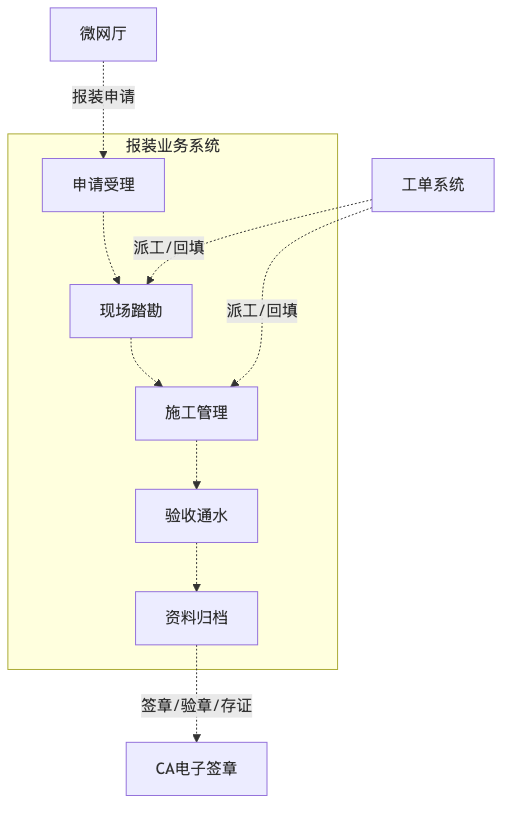 微网厅
报装申请
报装业务系统
申请受理
工单系统
派工/回填
现场踏勘
派工/回填
施工管理
验收通水
资料归档
签章/验章/存证
CA电子签章